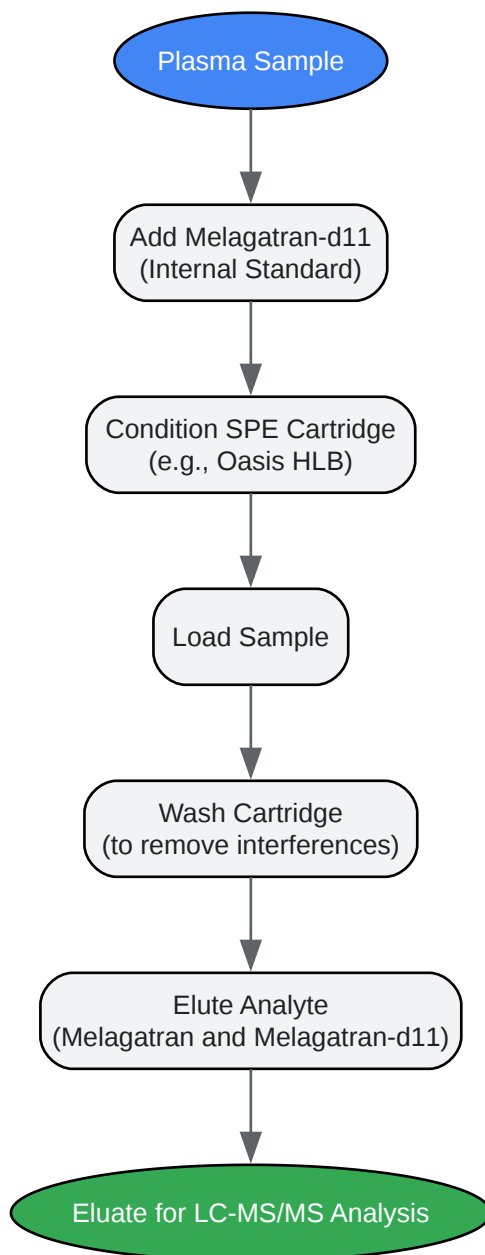 Plasma Sample
Add Melagatran-d11
(Internal Standard)
Condition SPE Cartridge
(e.g., Oasis HLB)
Load Sample
Wash Cartridge
(to remove interferences)
Elute Analyte
(Melagatran and Melagatran-d11)
Eluate for LC-MS/MS Analysis